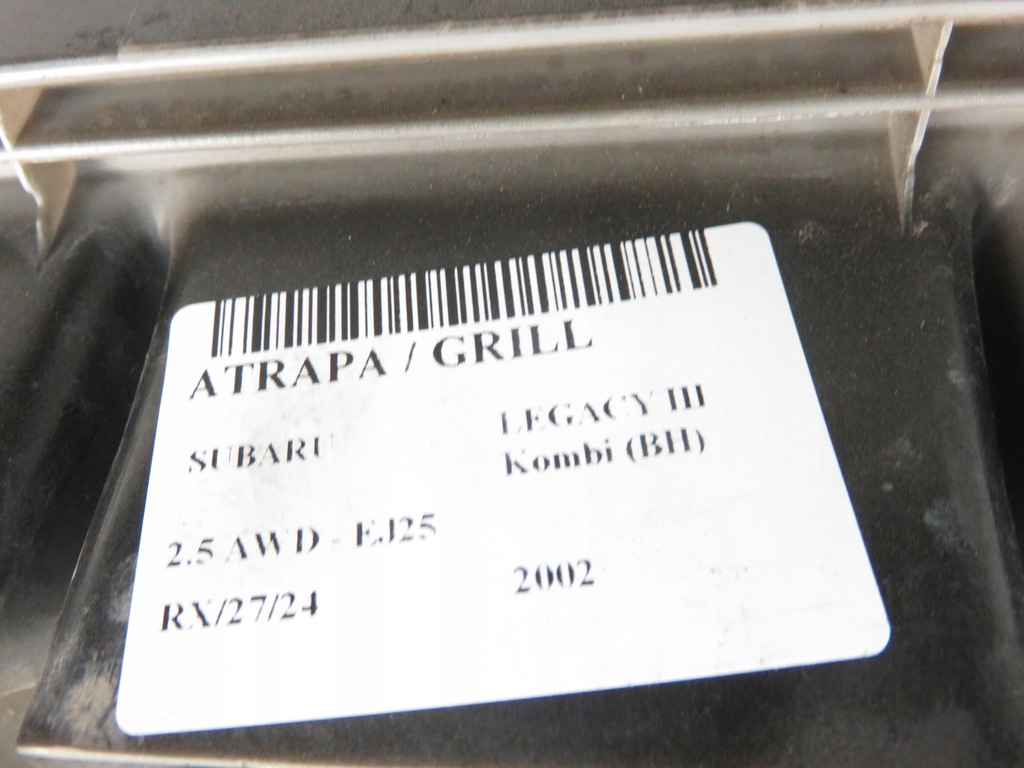 ATRAPA / GRILL
SUBARU LEGACY III
Kombi (BH)
2.5 AWD - EJ25
RX/27/24 2002